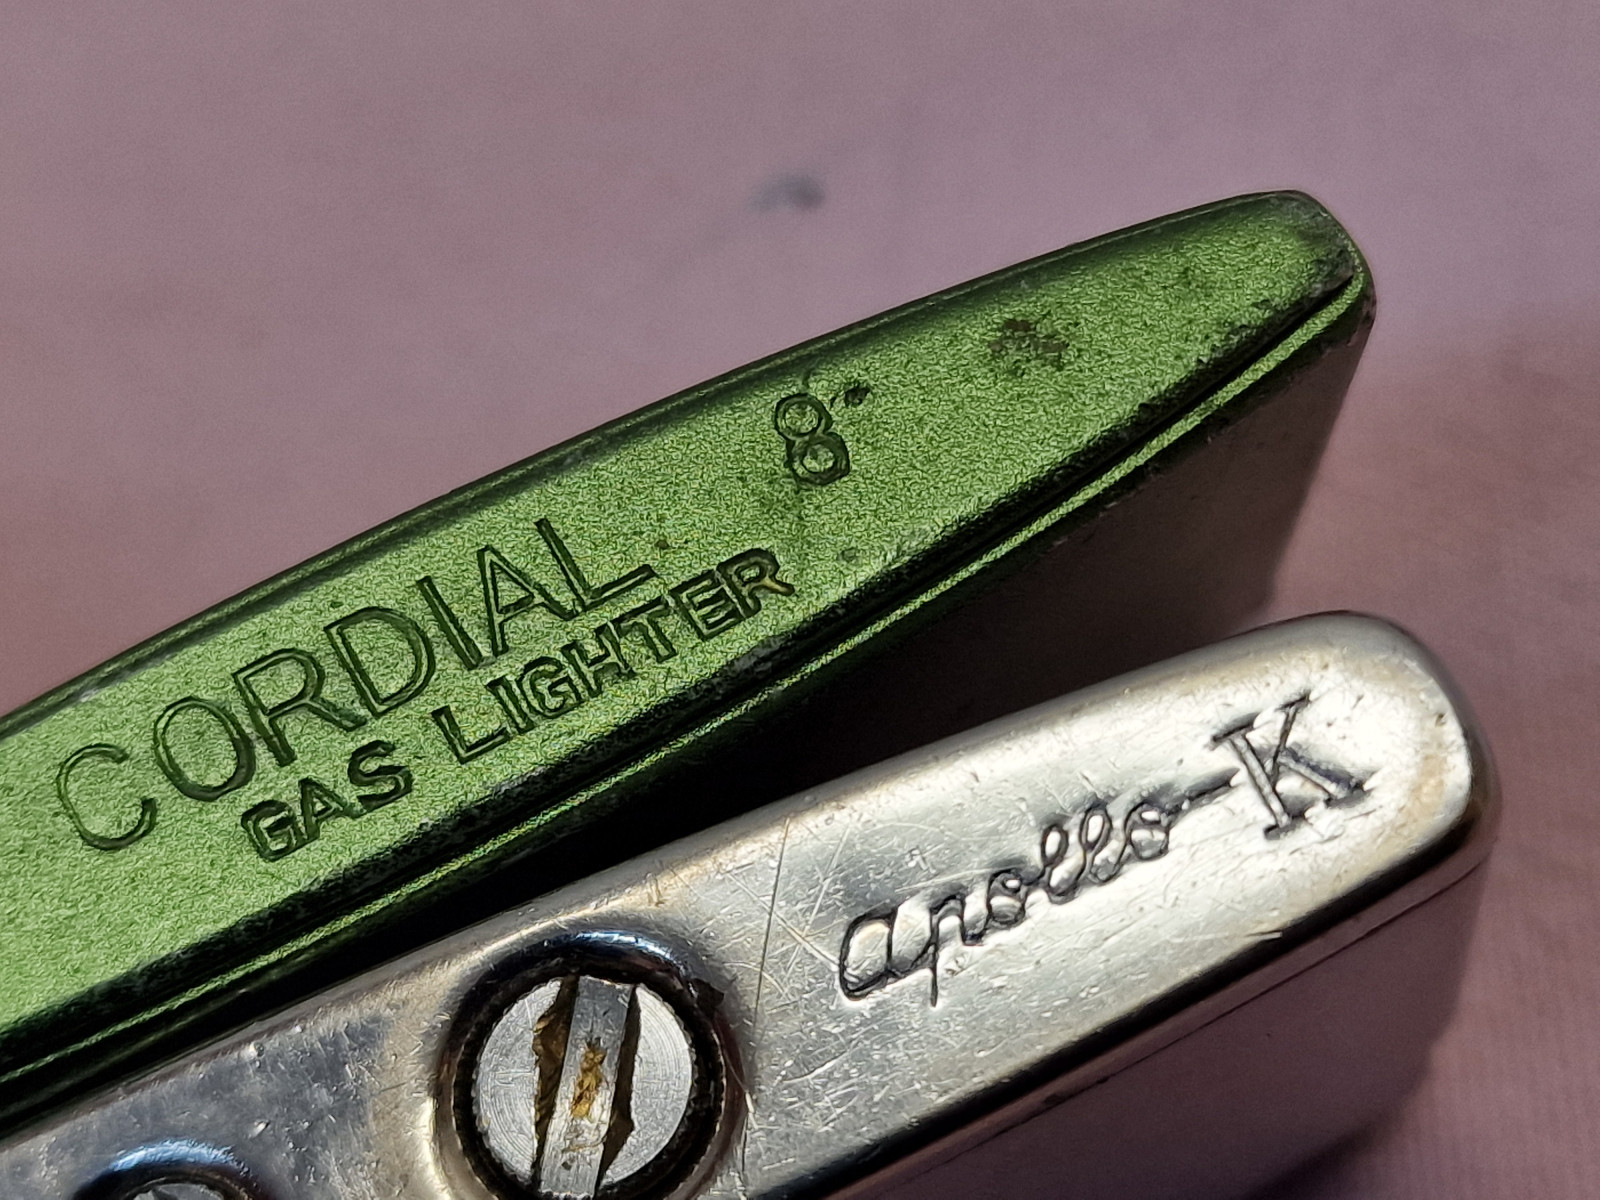 CORDIAL 8
GAS LIGHTER
apollo-K